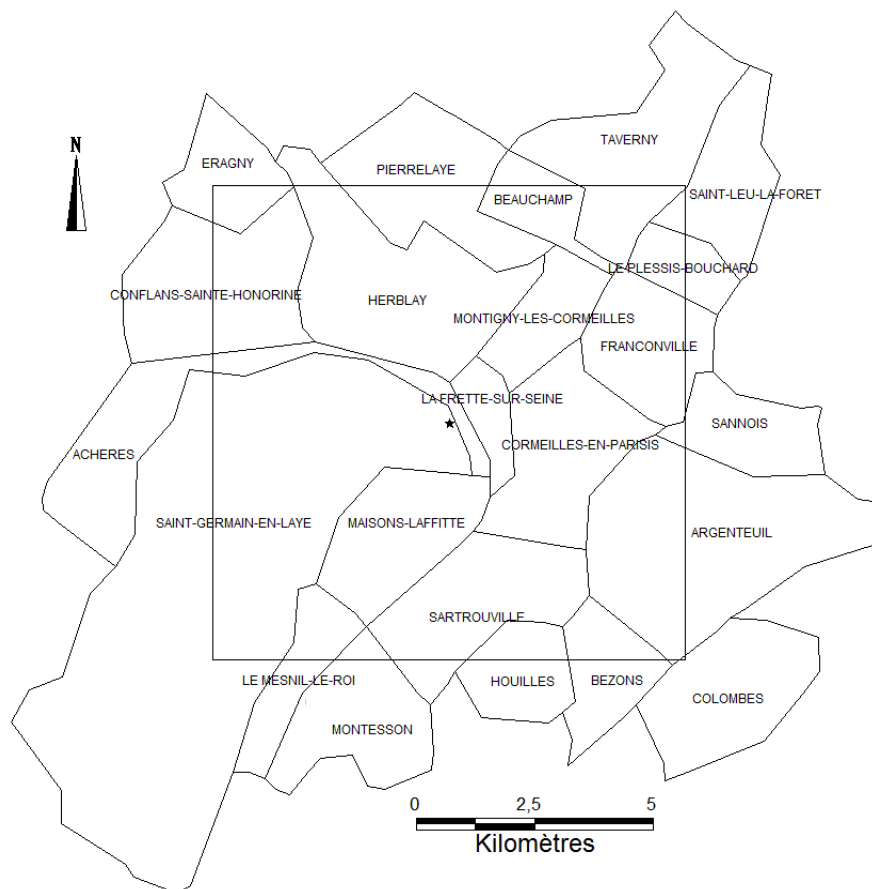 TAVERNY
N
ERAGNY
PIERRELAYE
BEAUCHAMP
SAINT-LEU-LA-FORET
LE-PLESSIS-BOUCHARD
CONFLANS-SAINTE-HONORINE
HERBLAY
MONTIGNY-LES-CORMEILLES
FRANCONVILLE
LA FRETTE-SUR-SEINE
SANNOIS
CORMEILLES-EN-PARISIS
ACHERES
SAINT-GERMAIN-EN-LAYE
MAISONS-LAFFITTE
ARGENTEUIL
SARTROUVILLE
LE MESNIL-LE-ROI
HOUILLES
BEZONS
COLOMBES
MONTESSON
0 2,5 5
Kilomètres